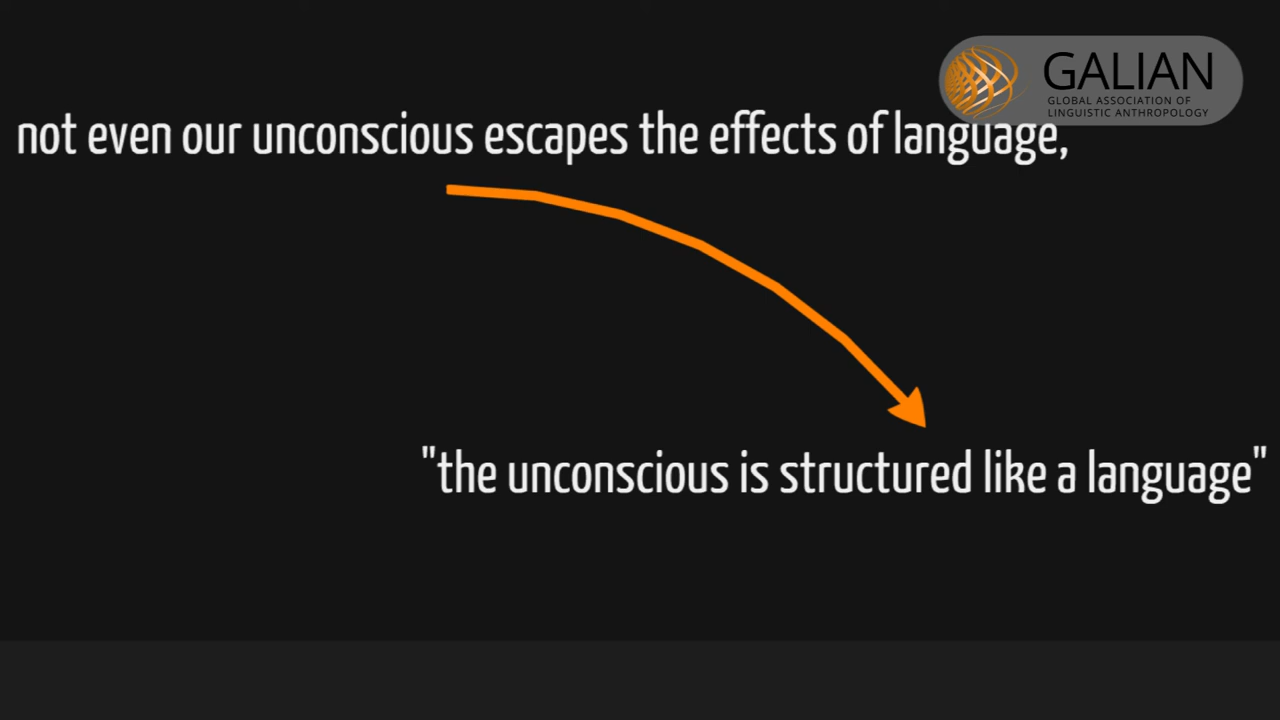 GALIAN
GLOBAL ASSOCIATION OF
LINGUISTIC ANTHROPOLOGY
not even our unconscious escapes the effects of language,
"the unconscious is structured like a language"